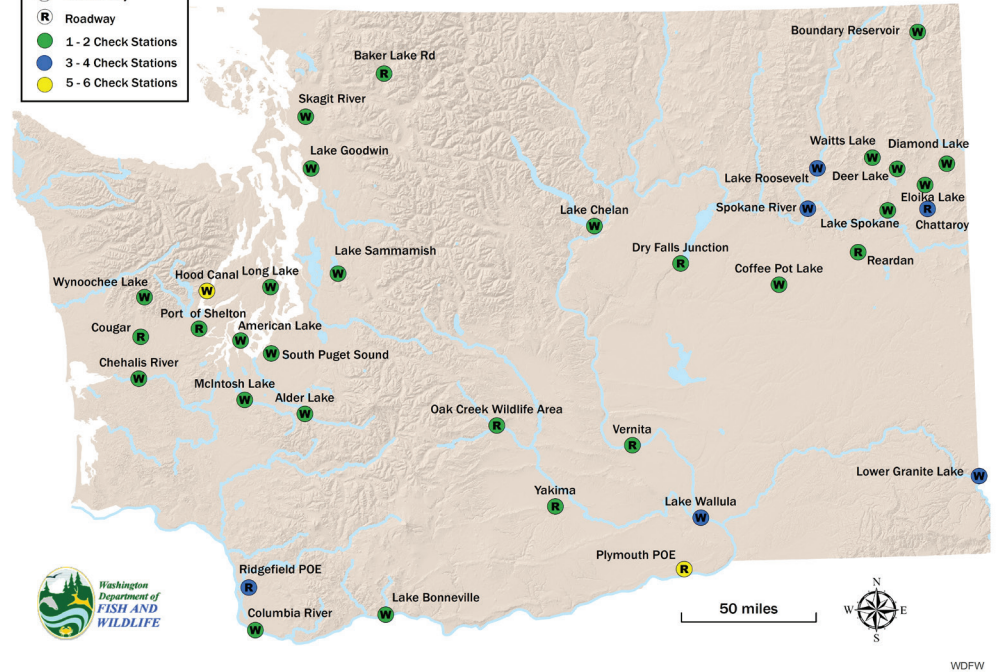 R Roadway
1 - 2 Check Stations
3 - 4 Check Stations
5 - 6 Check Stations
Boundary Reservoir W
Baker Lake Rd
R
Skagit River
W
Lake Goodwin
W
Waitts Lake W
Diamond Lake
W
Lake Roosevelt W
Deer Lake W
W
Eloika Lake
Spokane River W
Lake Spokane W
R
Chattaroy
Lake Chelan
W
Dry Falls Junction
R
R
Reardan
Coffee Pot Lake
W
Lake Sammamish
W
Hood Canal
W
Long Lake
W
Wynoochee Lake
W
Port of Shelton
R
American Lake
W
Cougar R
W South Puget Sound
Chehalis River
W
McIntosh Lake
W
Alder Lake
W
Oak Creek Wildlife Area
R
Vernita
R
Lower Granite Lake W
Yakima
R
Lake Wallula
W
Plymouth POE
R
Ridgefield POE
R
Columbia River
W
Lake Bonneville
W
Washington
Department of
FISH AND
WILDLIFE
50 miles
N
W E
S
WDFW